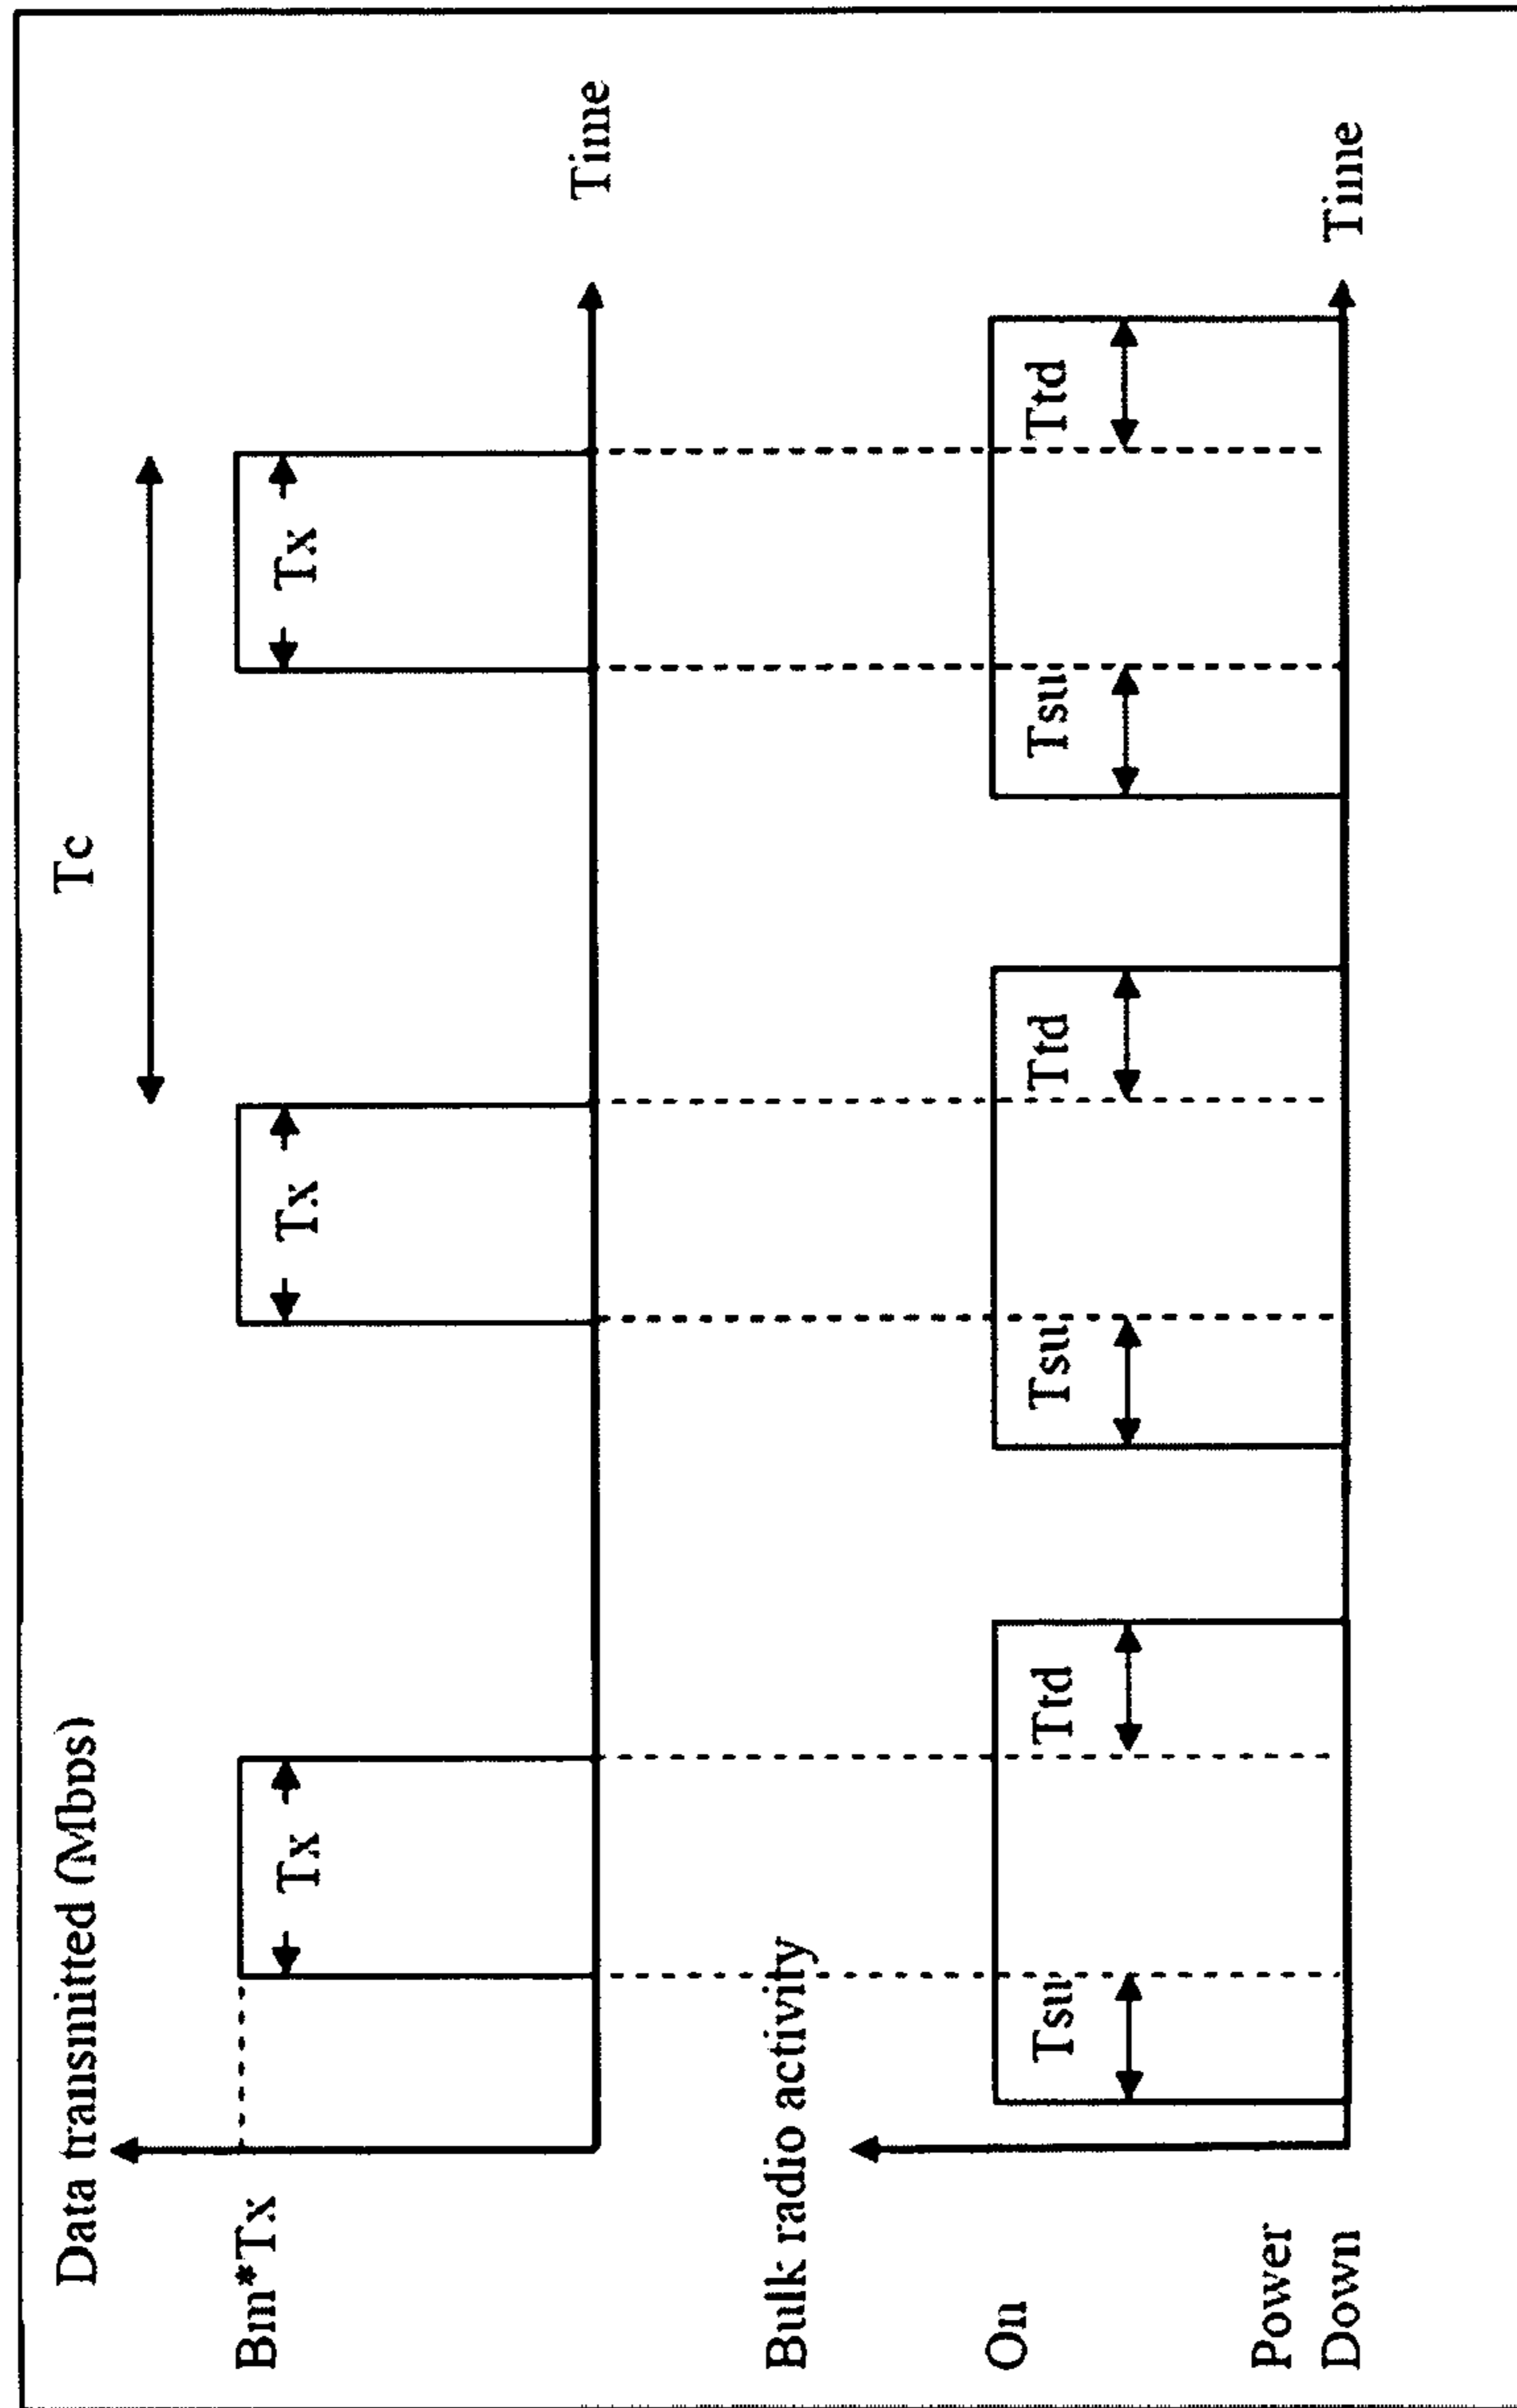 Data transmitted (Mbps)
Tc
Bm*Tx
Tx
Tx
Tx
Time
Bulk radio activity
On
Tsu
Ttd
Tsu
Ttd
Tsu
Ttd
Power
Down
Time